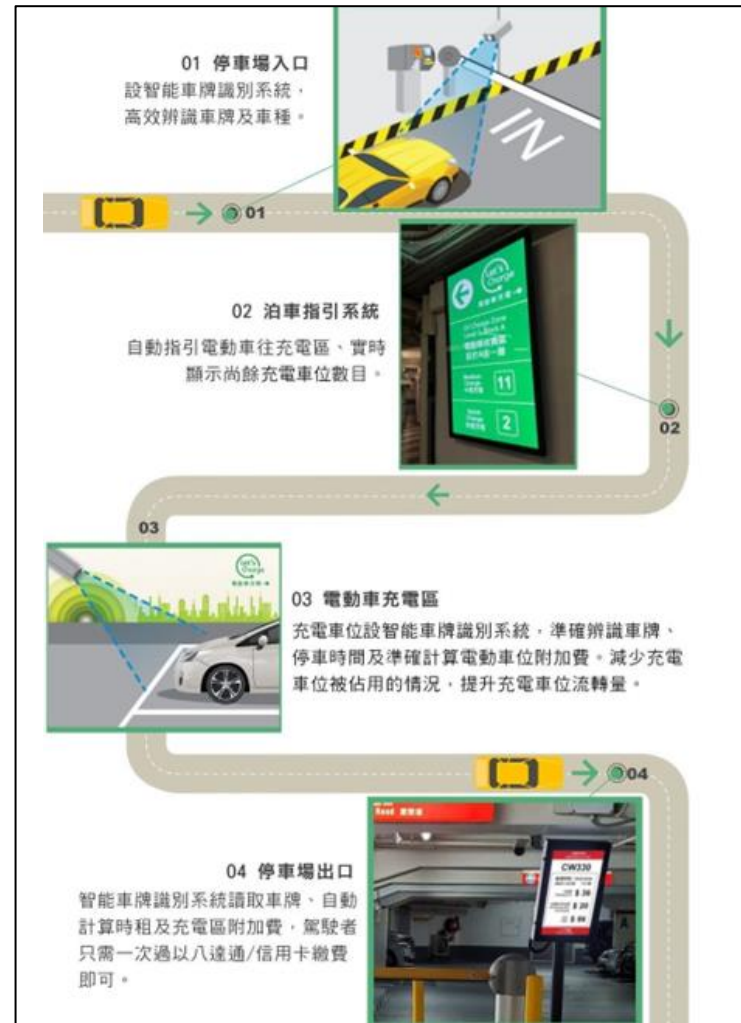 01 停車場入口
設智能車牌識別系統，
高效辨識車牌及車種。
IN
01
02 泊車指引系統
自動指引電動車往充電區、實時
顯示尚餘充電車位數目。
Let's
Charge
11
2
02
03
Let's
Charge
03 電動車充電區
充電車位設智能車牌識別系統，準確辨識車牌、
停車時間及準確計算電動車位附加費。減少充電
車位被佔用的情況，提升充電車位流轉量。
04
04 停車場出口
智能車牌識別系統讀取車牌、自動
計算時租及充電區附加費，駕駛者
只需一次過以八達通/信用卡繳費
即可。
Road
CW330
A